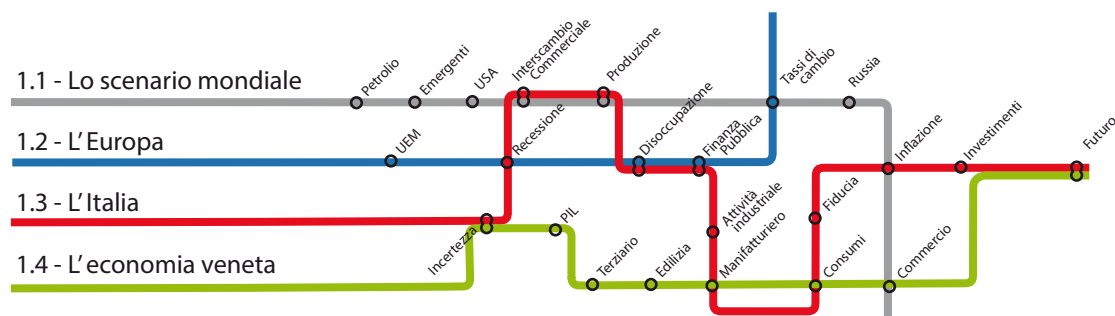 1.1 - Lo scenario mondiale
Petrolio
Emergenti
USA
Interscambio
Commerciale
Produzione
Tassi di
cambio
Russia
1.2 - L'Europa
UEM
Recessione
Disoccupazione
Finanza
Pubblica
Inflazione
Investimenti
Futuro
1.3 - L'Italia
Incertezza
PIL
Attività
industriale
Fiducia
1.4 - L'economia veneta
Terziario
Edilizia
Manifatturiero
Consumi
Commercio